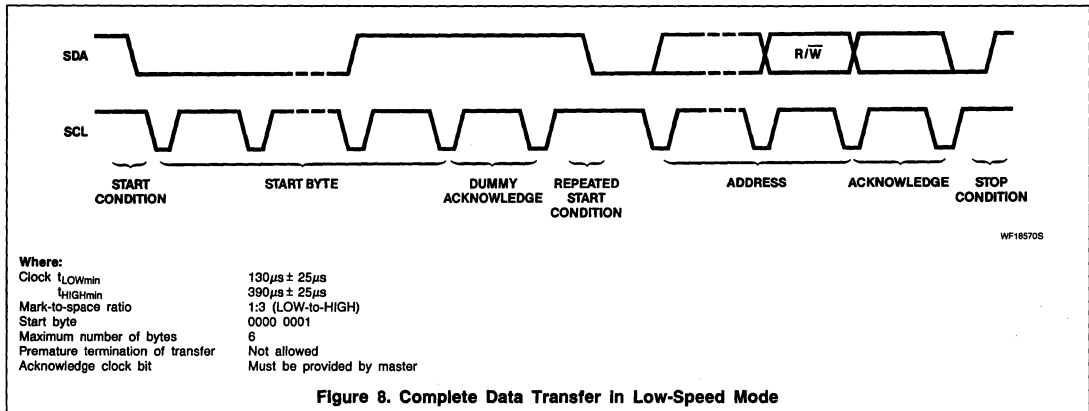 SDA
R/W̅
SCL
START CONDITION
START BYTE
DUMMY ACKNOWLEDGE
REPEATED START CONDITION
ADDRESS
ACKNOWLEDGE
STOP CONDITION
WF18570S
Where:
Clock tLOWmin 130µs ± 25µs
tHIGHmin 390µs ± 25µs
Mark-to-space ratio 1:3 (LOW-to-HIGH)
Start byte 0000 0001
Maximum number of bytes 6
Premature termination of transfer Not allowed
Acknowledge clock bit Must be provided by master
Figure 8. Complete Data Transfer in Low-Speed Mode